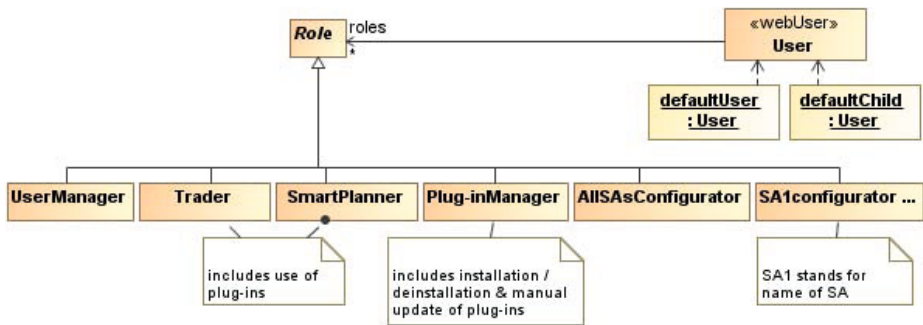 Role
roles
*
«webUser»
User
defaultUser
: User
defaultChild
: User
UserManager
Trader
SmartPlanner
Plug-inManager
AllSAsConfigurator
SA1configurator ...
includes use of
plug-ins
includes installation /
deinstallation & manual
update of plug-ins
SA1 stands for
name of SA